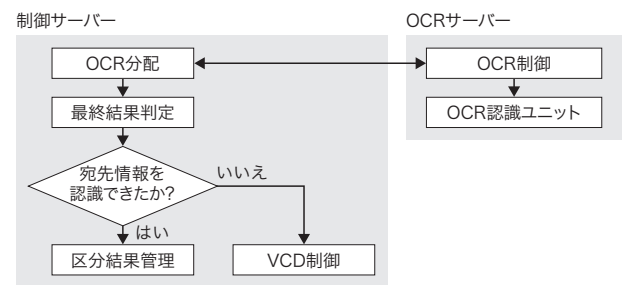 制御サーバー
OCRサーバー
OCR分配
OCR制御
最終結果判定
OCR認識ユニット
宛先情報を
認識できたか?
いいえ
はい
区分結果管理
VCD制御